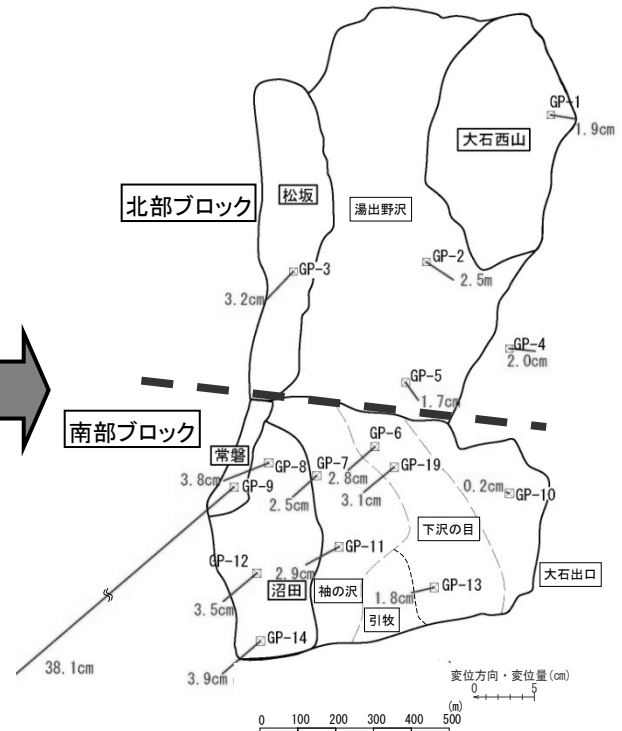 GP-1
1.9cm
大石西山
北部ブロック
松坂
湯出野沢
GP-2
2.5m
GP-3
3.2cm
GP-4
2.0cm
GP-5
1.7cm
南部ブロック
常磐
GP-6
2.8cm
GP-8
3.8cm
GP-7
2.5cm
GP-19
3.1cm
GP-9
38.1cm
0.2cm
GP-10
下沢の目
GP-11
2.9cm
GP-12
3.5cm
沼田
袖の沢
GP-13
1.8cm
大石出口
引牧
GP-14
3.9cm
変位方向・変位量(cm)
0 5
(m)
0 100 200 300 400 500